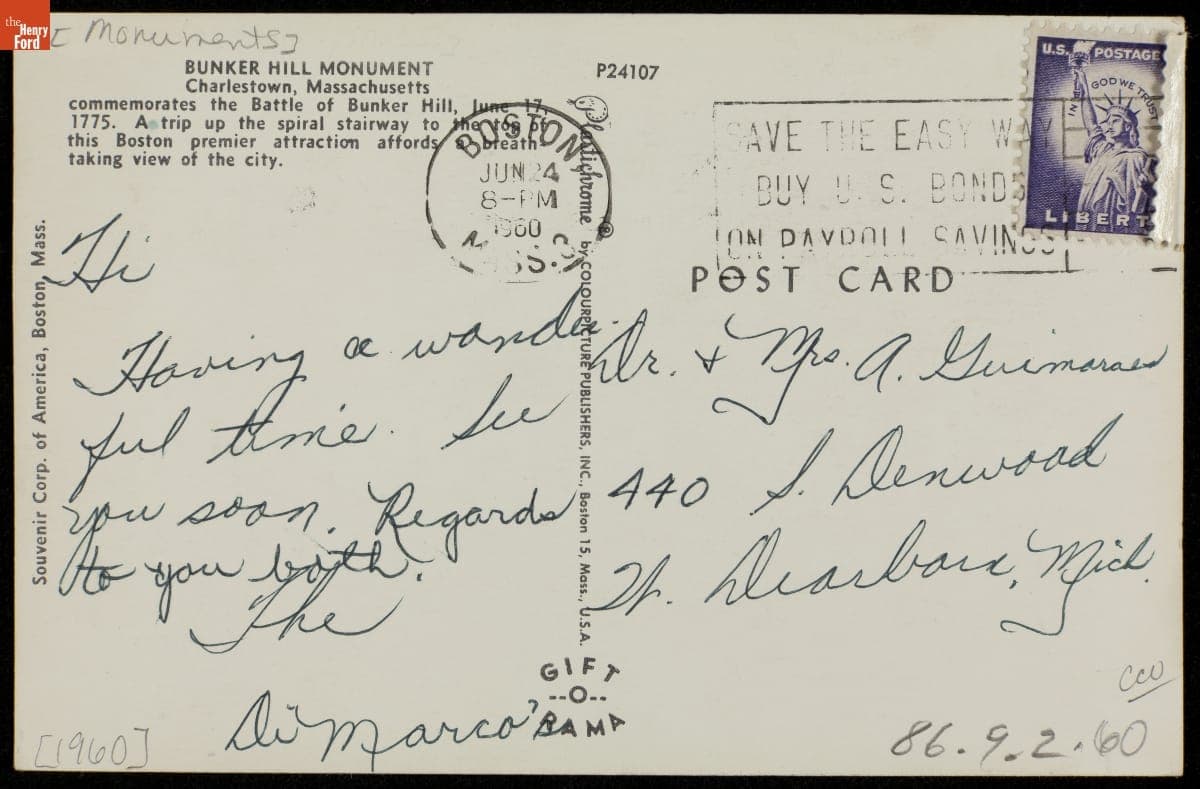 the Henry Ford
[Monuments]
BUNKER HILL MONUMENT
Charlestown, Massachusetts
commemorates the Battle of Bunker Hill, June 17,
1775. A trip up the spiral stairway to the top of
this Boston premier attraction affords a breath-
taking view of the city.
P24107
BOSTON
JUN 24
8-PM
1960
MASS.
SAVE THE EASY WAY
BUY U.S. BONDS
ON PAYROLL SAVINGS
U.S. POSTAGE
IN GOD WE TRUST
LIBERT
POST CARD
Souvenir Corp. of America, Boston, Mass.
Plastichrome ® by COLOURPICTURE PUBLISHERS, INC., Boston 15, Mass., U.S.A.
Hi
Having a wonder
ful time. See
you soon. Regards
to you both.
The
Di Marco's
Dr. & Mrs. A. Guimaraes
440 S. Denwood
W. Dearborn, Mich.
GIFT
--O--
RAMA
[1960]
CCO
86.9.2.60